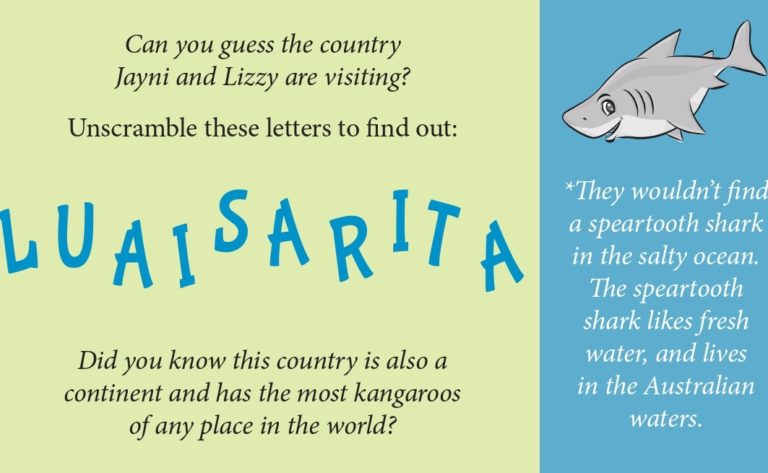 Can you guess the country
Jayni and Lizzy are visiting?
Unscramble these letters to find out:
LUAISARITA
Did you know this country is also a
continent and has the most kangaroos
of any place in the world?
*They wouldn’t find
a speartooth shark
in the salty ocean.
The speartooth
shark likes fresh
water, and lives
in the Australian
waters.